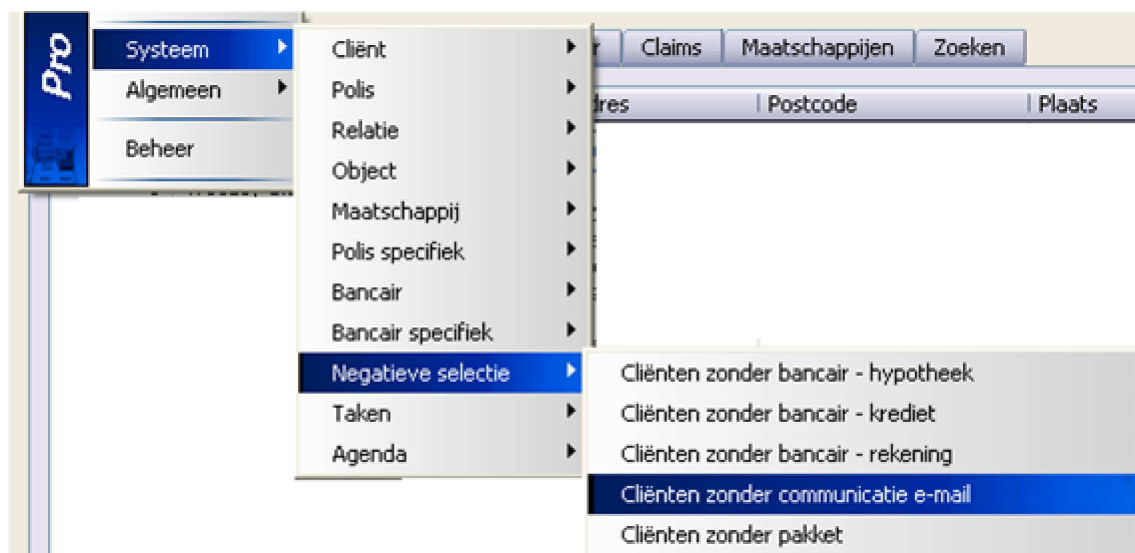 Pro
Systeem
Algemeen
Beheer
Cliënt
Polis
Relatie
Object
Maatschappij
Polis specifiek
Bancair
Bancair specifiek
Negatieve selectie
Taken
Agenda
Claims Maatschappijen Zoeken
Postcode Plaats
Cliënten zonder bancair - hypotheek
Cliënten zonder bancair - krediet
Cliënten zonder bancair - rekening
Cliënten zonder communicatie e-mail
Cliënten zonder pakket